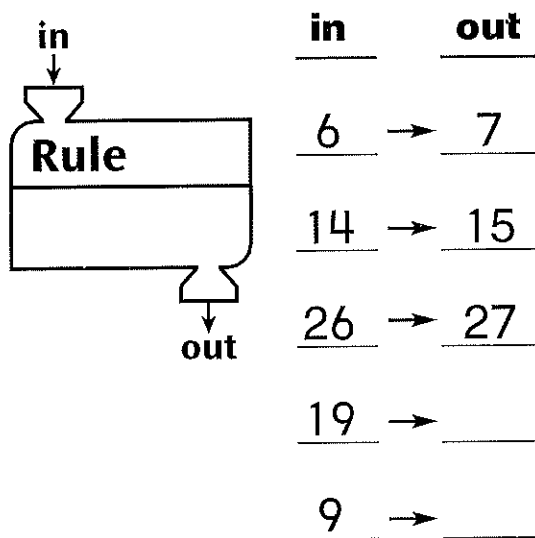 in
Rule
out
in out
6 → 7
14 → 15
26 → 27
19 →
9 →